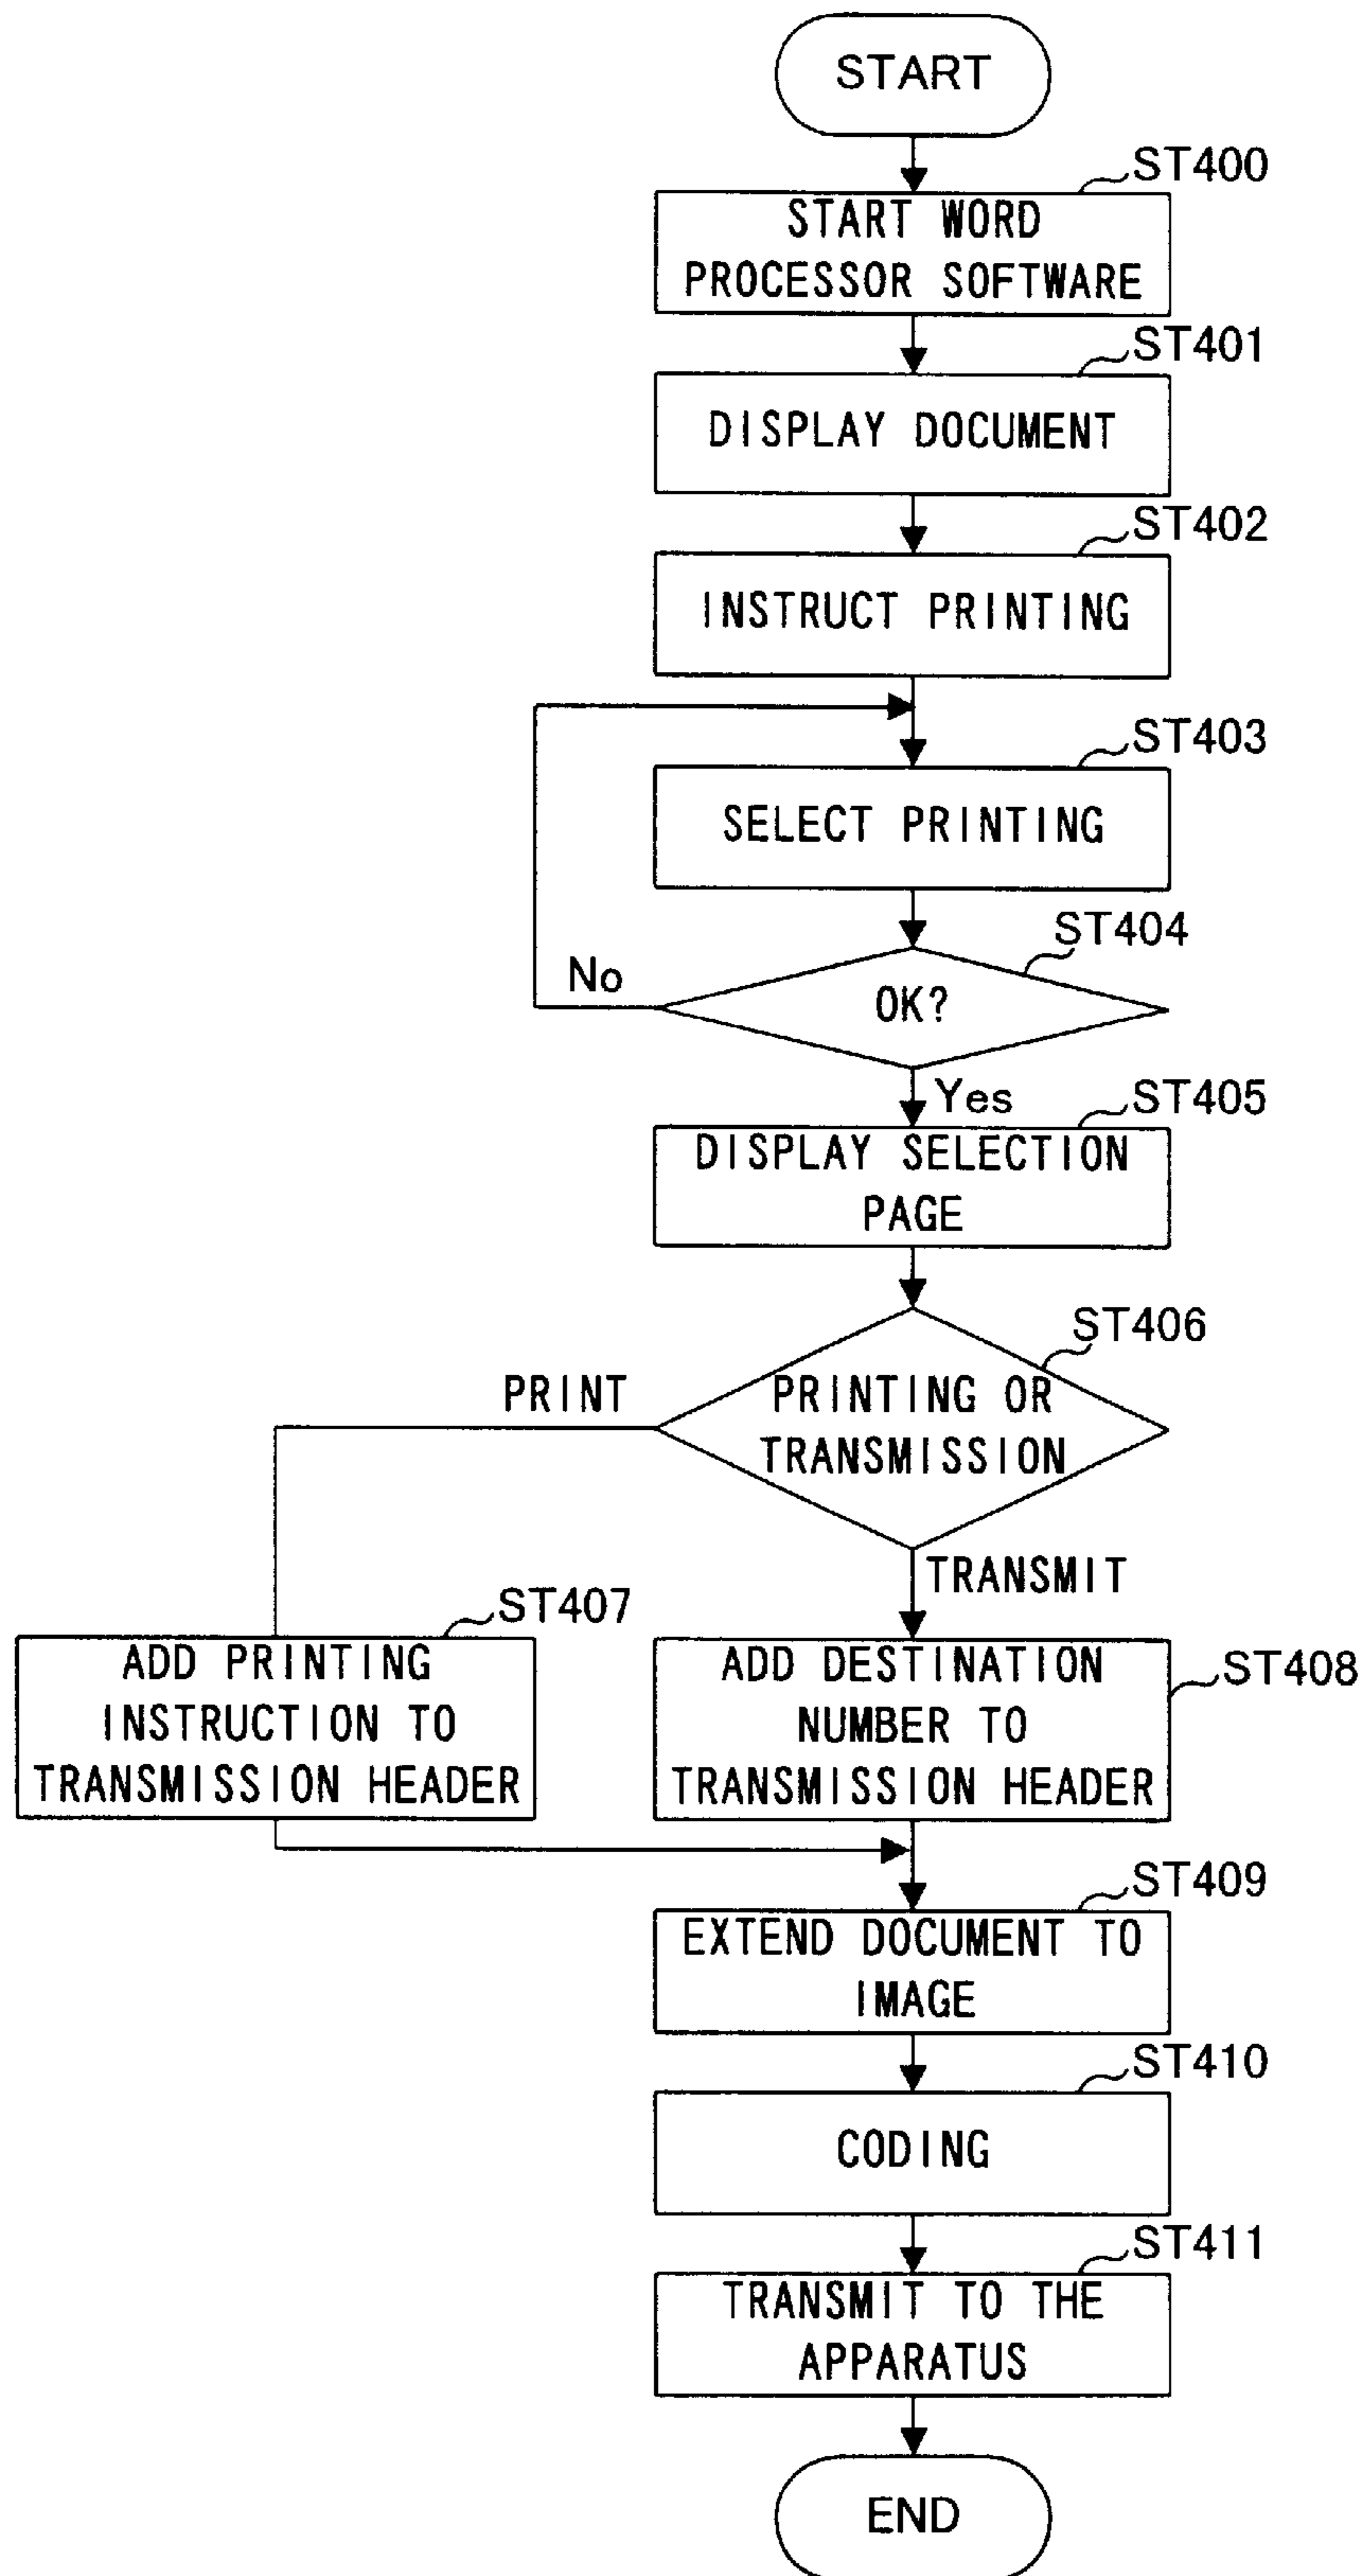 START
ST400
START WORD
PROCESSOR SOFTWARE
ST401
DISPLAY DOCUMENT
ST402
INSTRUCT PRINTING
ST403
SELECT PRINTING
ST404
No
OK?
Yes
ST405
DISPLAY SELECTION
PAGE
ST406
PRINT
PRINTING OR
TRANSMISSION
TRANSMIT
ST407
ADD PRINTING
INSTRUCTION TO
TRANSMISSION HEADER
ST408
ADD DESTINATION
NUMBER TO
TRANSMISSION HEADER
ST409
EXTEND DOCUMENT TO
IMAGE
ST410
CODING
ST411
TRANSMIT TO THE
APPARATUS
END